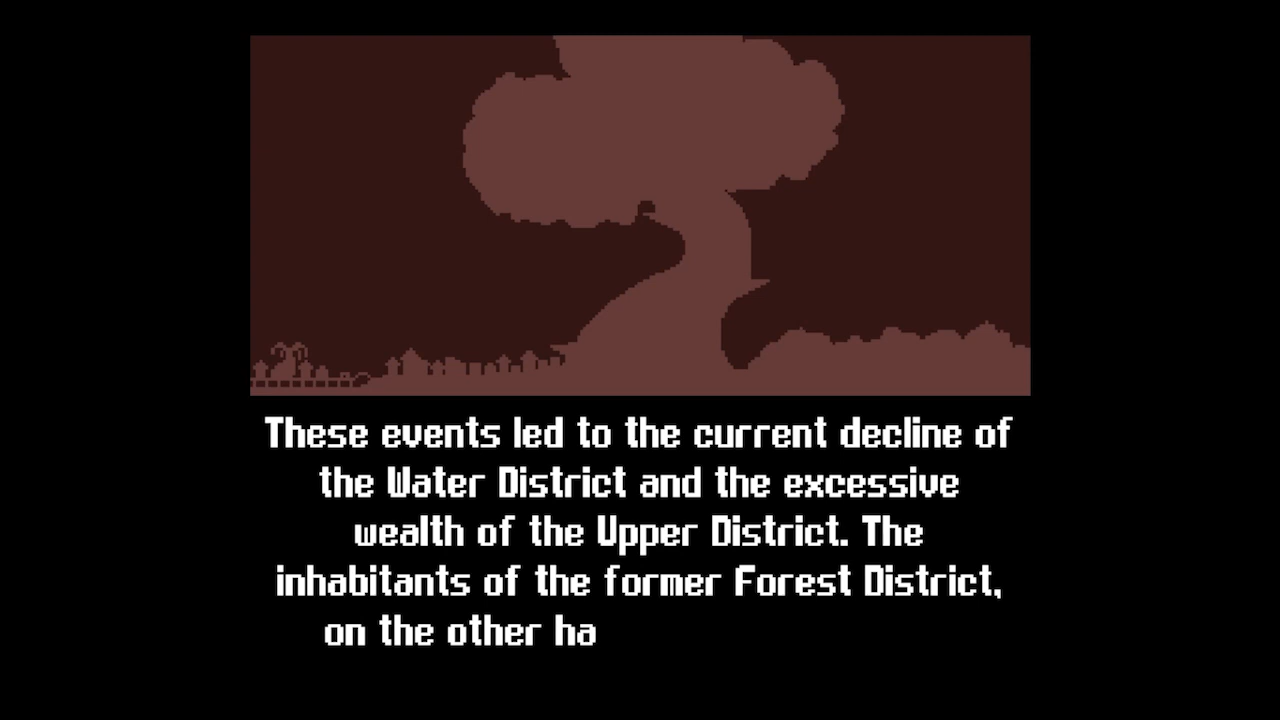 These events led to the current decline of
the Water District and the excessive
wealth of the Upper District. The
inhabitants of the former Forest District,
on the other ha